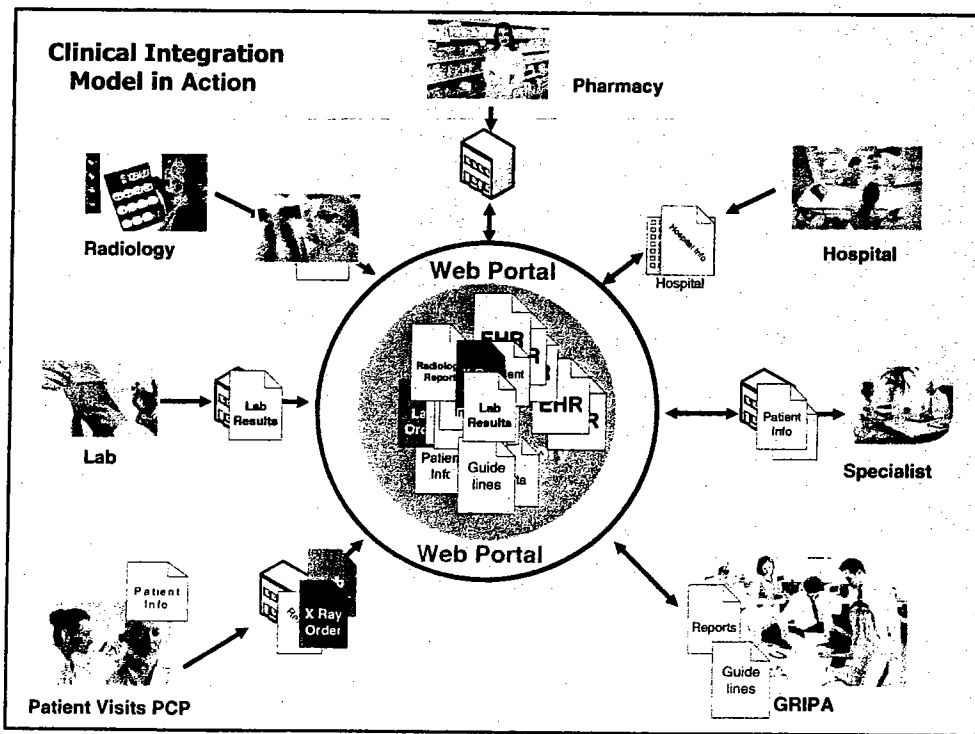 Clinical Integration
Model in Action
Pharmacy
Radiology
Hospital Info
Hospital
Hospital
Web Portal
EHR
Radiology
Report
Lab
Results
EHR
Patient
Info
Guide
lines
Web Portal
Lab
Results
Lab
Patient
Info
Specialist
Patient
Info
X Ray
Order
Patient Visits PCP
Reports
Guide
lines
GRIPA